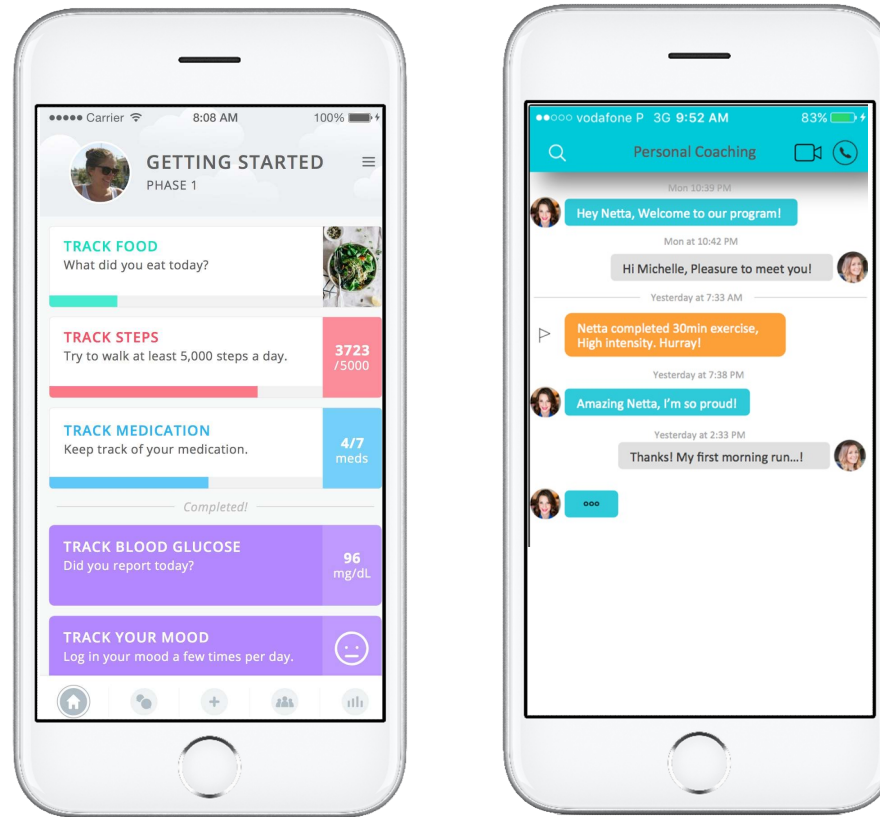 Carrier 8:08 AM 100%
GETTING STARTED
PHASE 1
TRACK FOOD
What did you eat today?
TRACK STEPS
Try to walk at least 5,000 steps a day.
3723
/5000
TRACK MEDICATION
Keep track of your medication.
4/7
meds
Completed!
TRACK BLOOD GLUCOSE
Did you report today?
96
mg/dL
TRACK YOUR MOOD
Log in your mood a few times per day.
vodafone P 3G 9:52 AM 83%
Personal Coaching
Mon 10:39 PM
Hey Netta, Welcome to our program!
Mon at 10:42 PM
Hi Michelle, Pleasure to meet you!
Yesterday at 7:33 AM
Netta completed 30min exercise,
High intensity. Hurray!
Yesterday at 7:38 PM
Amazing Netta, I'm so proud!
Yesterday at 2:33 PM
Thanks! My first morning run...!